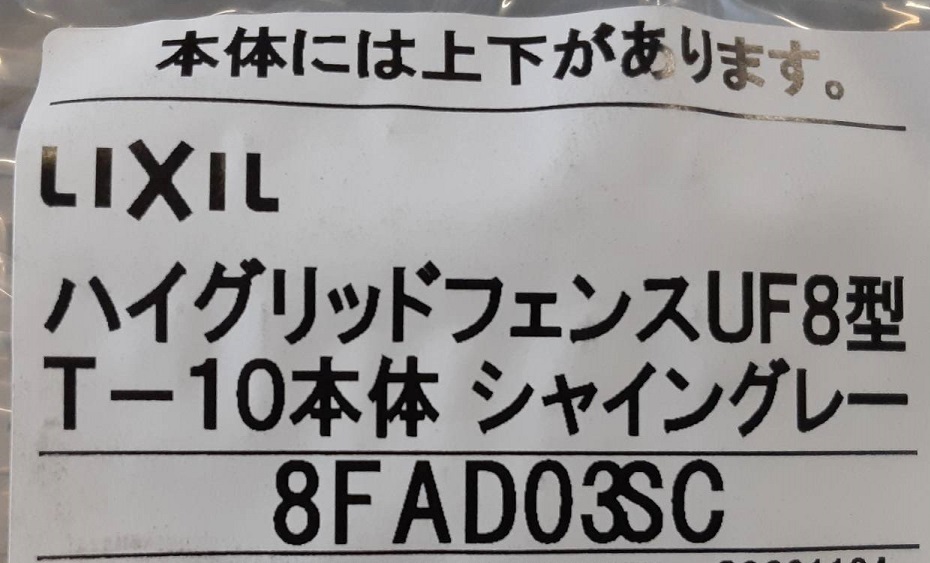 本体には上下があります。
LIXIL
ハイグリッドフェンスUF8型
T-10本体 シャイングレー
8FAD03SC